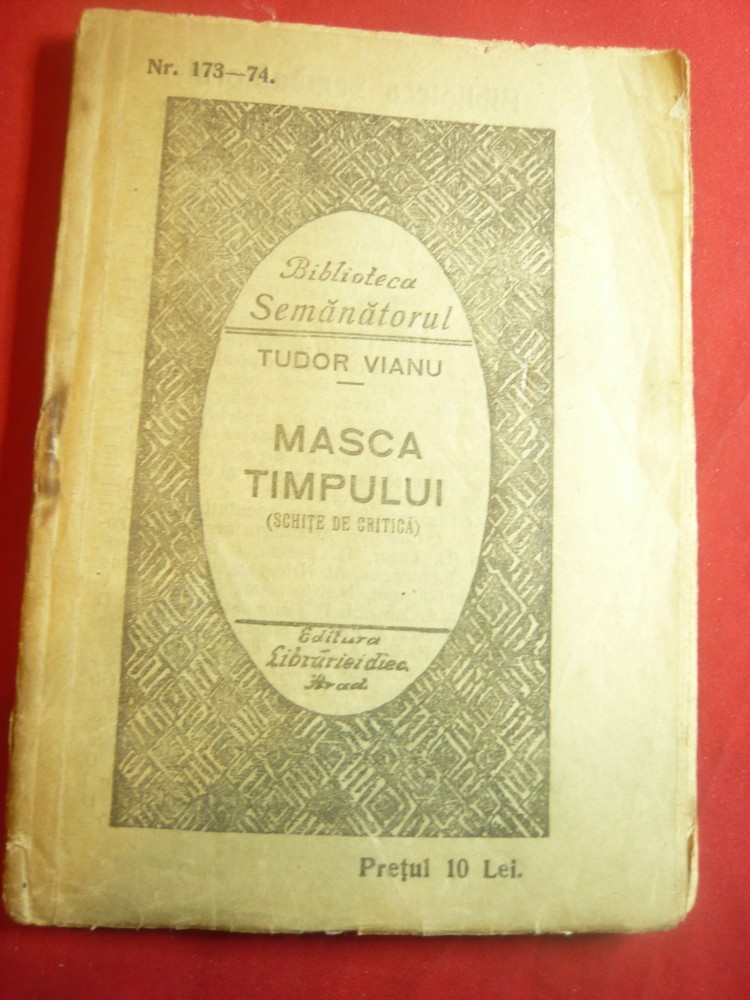 Nr. 173—74.
Biblioteca
Semănătorul
TUDOR VIANU
MASCA
TIMPULUI
(SCHIȚE DE CRITICĂ)
Editura
Librăriei diec.
Arad
Prețul 10 Lei.